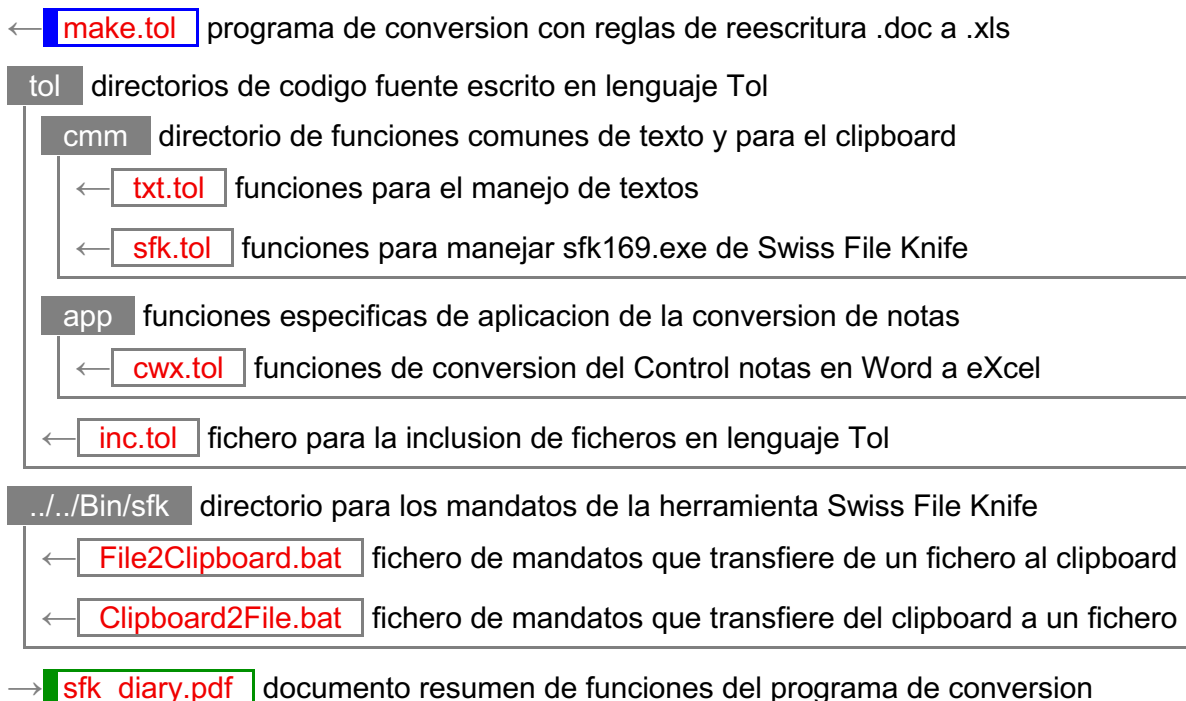 ← make.tol programa de conversion con reglas de reescritura .doc a .xls
tol directorios de codigo fuente escrito en lenguaje Tol
cmm directorio de funciones comunes de texto y para el clipboard
← txt.tol funciones para el manejo de textos
← sfk.tol funciones para manejar sfk169.exe de Swiss File Knife
app funciones especificas de aplicacion de la conversion de notas
← cwx.tol funciones de conversion del Control notas en Word a eXcel
← inc.tol fichero para la inclusion de ficheros en lenguaje Tol
../../Bin/sfk directorio para los mandatos de la herramienta Swiss File Knife
← File2Clipboard.bat fichero de mandatos que transfiere de un fichero al clipboard
← Clipboard2File.bat fichero de mandatos que transfiere del clipboard a un fichero
→ sfk_diary.pdf documento resumen de funciones del programa de conversion